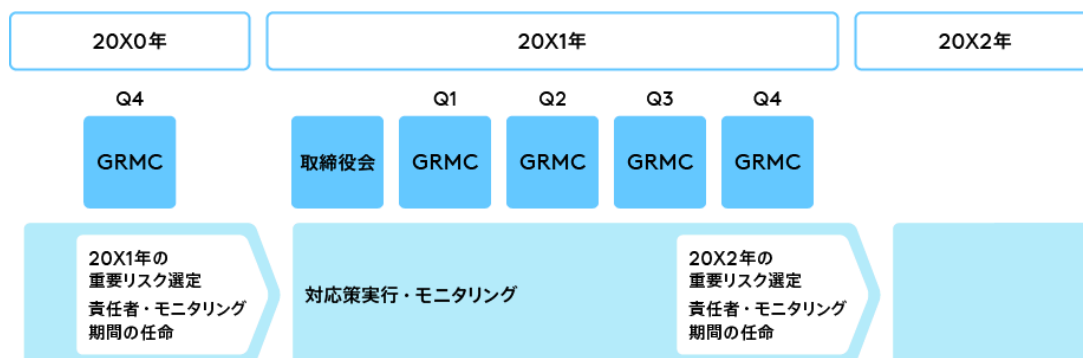 20X0年
20X1年
20X2年
Q4
Q1
Q2
Q3
Q4
GRMC
取締役会
GRMC
GRMC
GRMC
GRMC
20X1年の
重要リスク選定
責任者・モニタリング
期間の任命
対応策実行・モニタリング
20X2年の
重要リスク選定
責任者・モニタリング
期間の任命